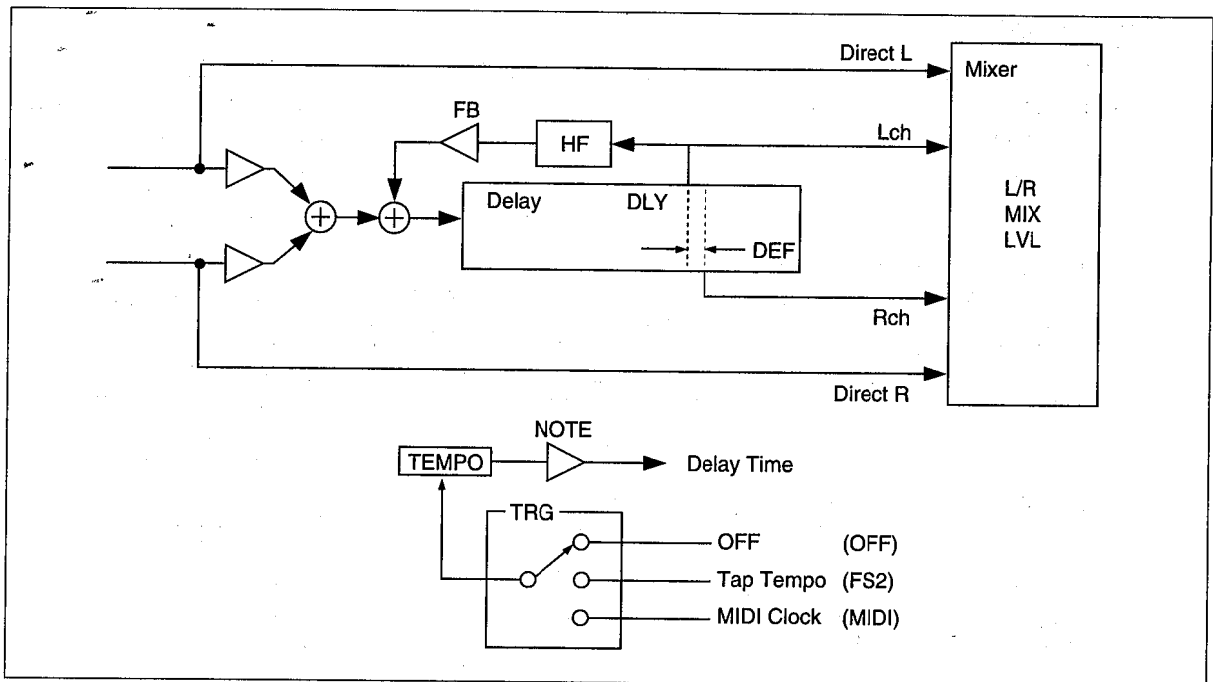 Direct L
Mixer
FB
HF
Lch
Delay
DLY
L/R
MIX
LVL
DEF
Rch
Direct R
NOTE
TEMPO
Delay Time
TRG
OFF (OFF)
Tap Tempo (FS2)
MIDI Clock (MIDI)